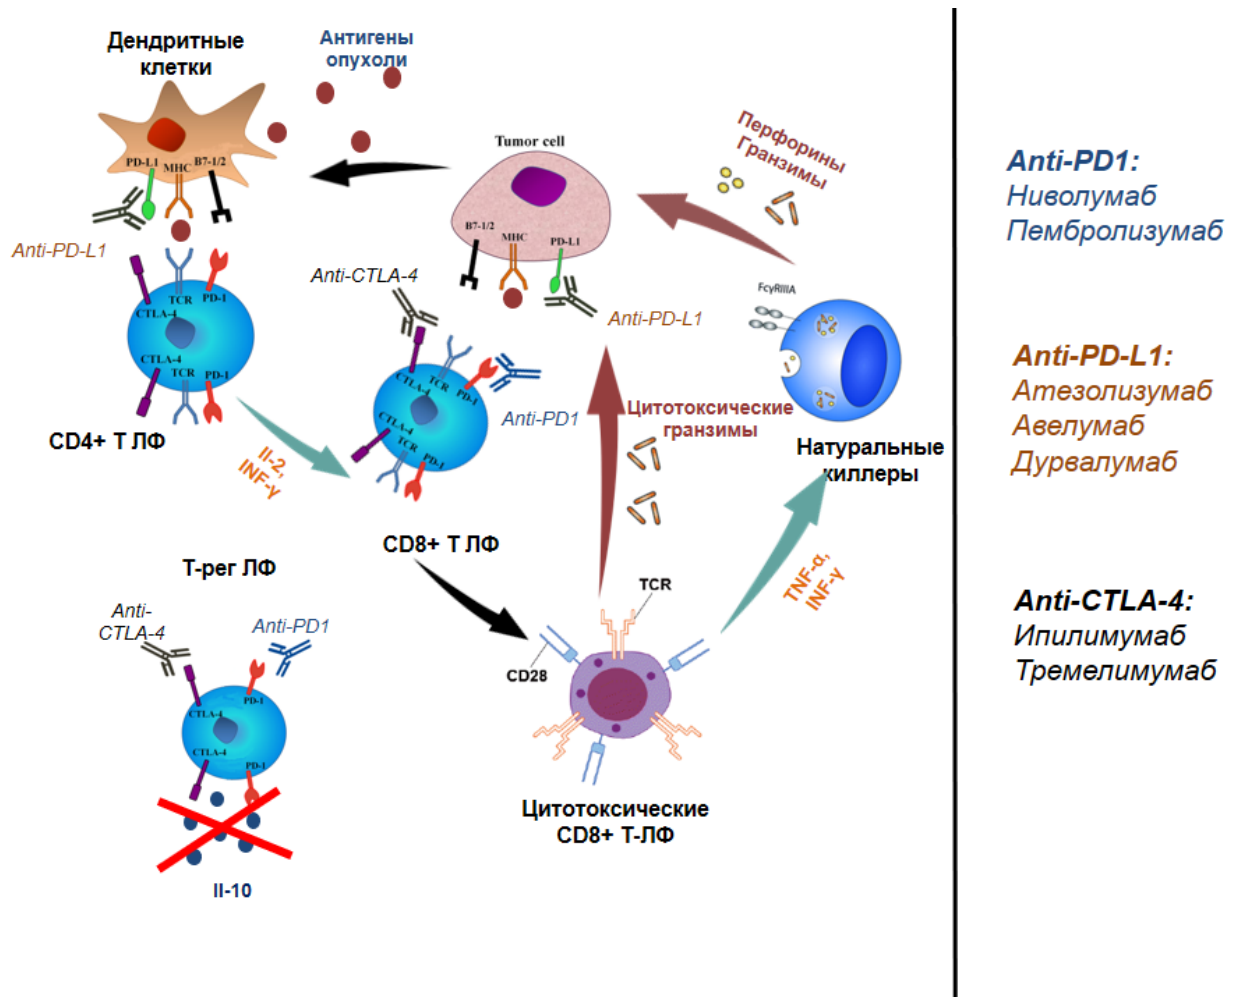 Дендритные
клетки
Антигены
опухоли
PD-L1
MHC
B7-1/2
Anti-PD-L1
TCR
PD-1
CTLA-4
CTLA-4
TCR
PD-1
CD4+ Т ЛФ
Il-2,
INF-γ
Tumor cell
B7-1/2
MHC
PD-L1
Anti-PD-L1
Anti-CTLA-4
CTLA-4
TCR
PD-1
CTLA-4
TCR
PD-1
Anti-PD1
CD8+ Т ЛФ
Перфорины
Гранзимы
FcγRIIIA
Натуральные
киллеры
Цитотоксические
гранзимы
TNF-α,
INF-γ
TCR
CD28
Цитотоксические
CD8+ Т-ЛФ
Т-рег ЛФ
Anti-
CTLA-4
Anti-PD1
CTLA-4
PD-1
CTLA-4
PD-1
Il-10
Anti-PD1:
Ниволумаб
Пембролизумаб
Anti-PD-L1:
Атезолизумаб
Авелумаб
Дурвалумаб
Anti-CTLA-4:
Ипилимумаб
Тремелимумаб